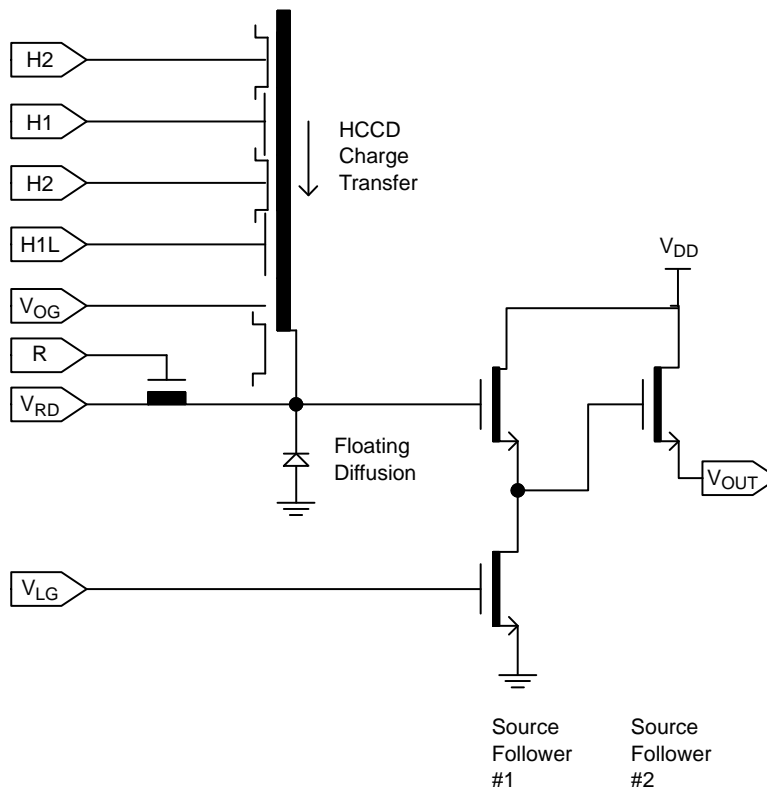 H2
H1
H2
H1L
VOG
R
VRD
VLG
HCCD
Charge
Transfer
Floating
Diffusion
VDD
VOUT
Source
Follower
#1
Source
Follower
#2